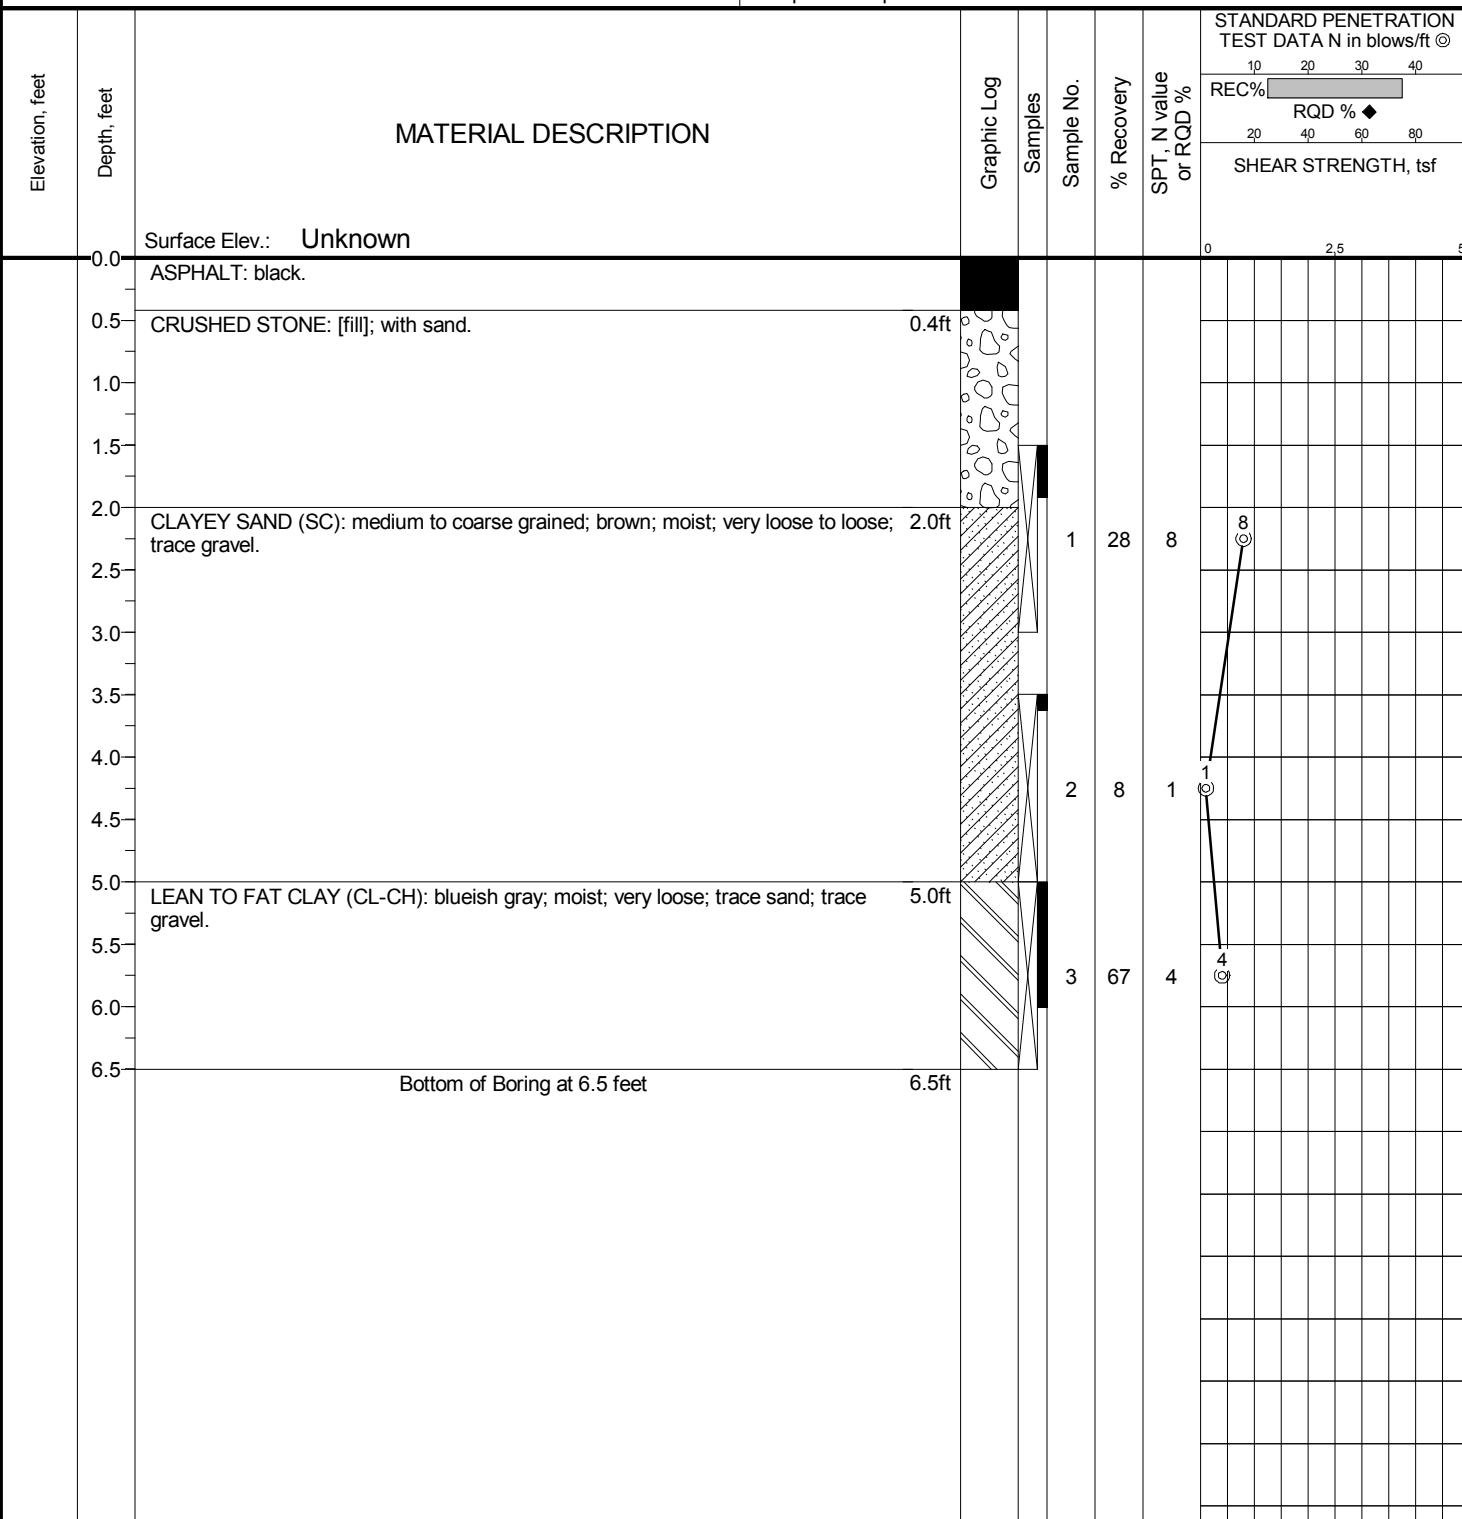 STANDARD PENETRATION
TEST DATA N in blows/ft ◎
10 20 30 40
REC%
RQD % ◆
20 40 60 80
SHEAR STRENGTH, tsf
0 2.5 5
Elevation, feet
Depth, feet
MATERIAL DESCRIPTION
Graphic Log
Samples
Sample No.
% Recovery
SPT, N value
or RQD %
Surface Elev.: Unknown
0.0
ASPHALT: black.
0.5
CRUSHED STONE: [fill]; with sand. 0.4ft
1.0
1.5
2.0
CLAYEY SAND (SC): medium to coarse grained; brown; moist; very loose to loose; 2.0ft
trace gravel.
1 28 8 8
2.5
3.0
3.5
4.0
2 8 1 1
4.5
5.0
LEAN TO FAT CLAY (CL-CH): blueish gray; moist; very loose; trace sand; trace 5.0ft
gravel.
5.5
3 67 4 4
6.0
6.5
Bottom of Boring at 6.5 feet 6.5ft